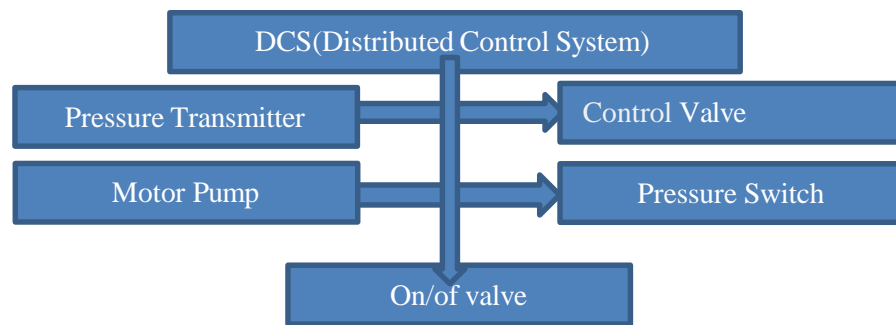 DCS(Distributed Control System)
Pressure Transmitter
Control Valve
Motor Pump
Pressure Switch
On/of valve